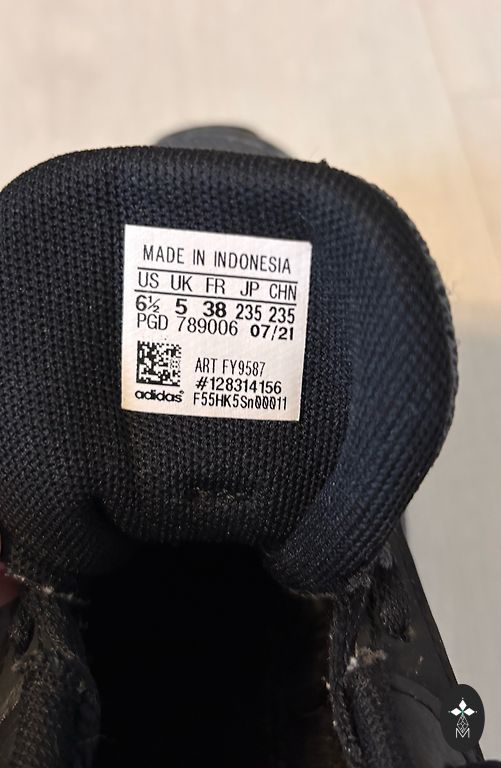 MADE IN INDONESIA
US UK FR JP CHN
6½ 5 38 235 235
PGD 789006 07/21
ART FY9587
#128314156
adidas F55HK5Sn00011